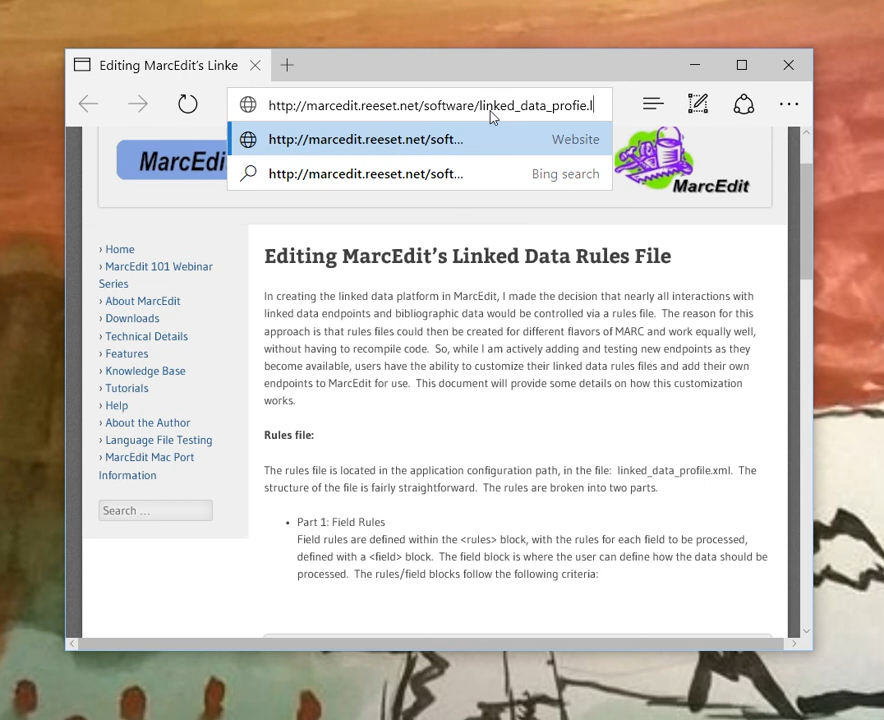 Editing MarcEdit's Linke
http://marcedit.reeset.net/software/linked_data_profie.l
http://marcedit.reeset.net/soft... Website
http://marcedit.reeset.net/soft... Bing search
MarcEdi
MarcEdit
› Home
› MarcEdit 101 Webinar
Series
› About MarcEdit
› Downloads
› Technical Details
› Features
› Knowledge Base
› Tutorials
› Help
› About the Author
› Language File Testing
› MarcEdit Mac Port
Information
Search …
Editing MarcEdit's Linked Data Rules File
In creating the linked data platform in MarcEdit, I made the decision that nearly all interactions with
linked data endpoints and bibliographic data would be controlled via a rules file. The reason for this
approach is that rules files could then be created for different flavors of MARC and work equally well,
without having to recompile code. So, while I am actively adding and testing new endpoints as they
become available, users have the ability to customize their linked data rules files and add their own
endpoints to MarcEdit for use. This document will provide some details on how this customization
works.
Rules file:
The rules file is located in the application configuration path, in the file: linked_data_profile.xml. The
structure of the file is fairly straightforward. The rules are broken into two parts.
• Part 1: Field Rules
Field rules are defined within the <rules> block, with the rules for each field to be processed,
defined with a <field> block. The field block is where the user can define how the data should be
processed. The rules/field blocks follow the following criteria: